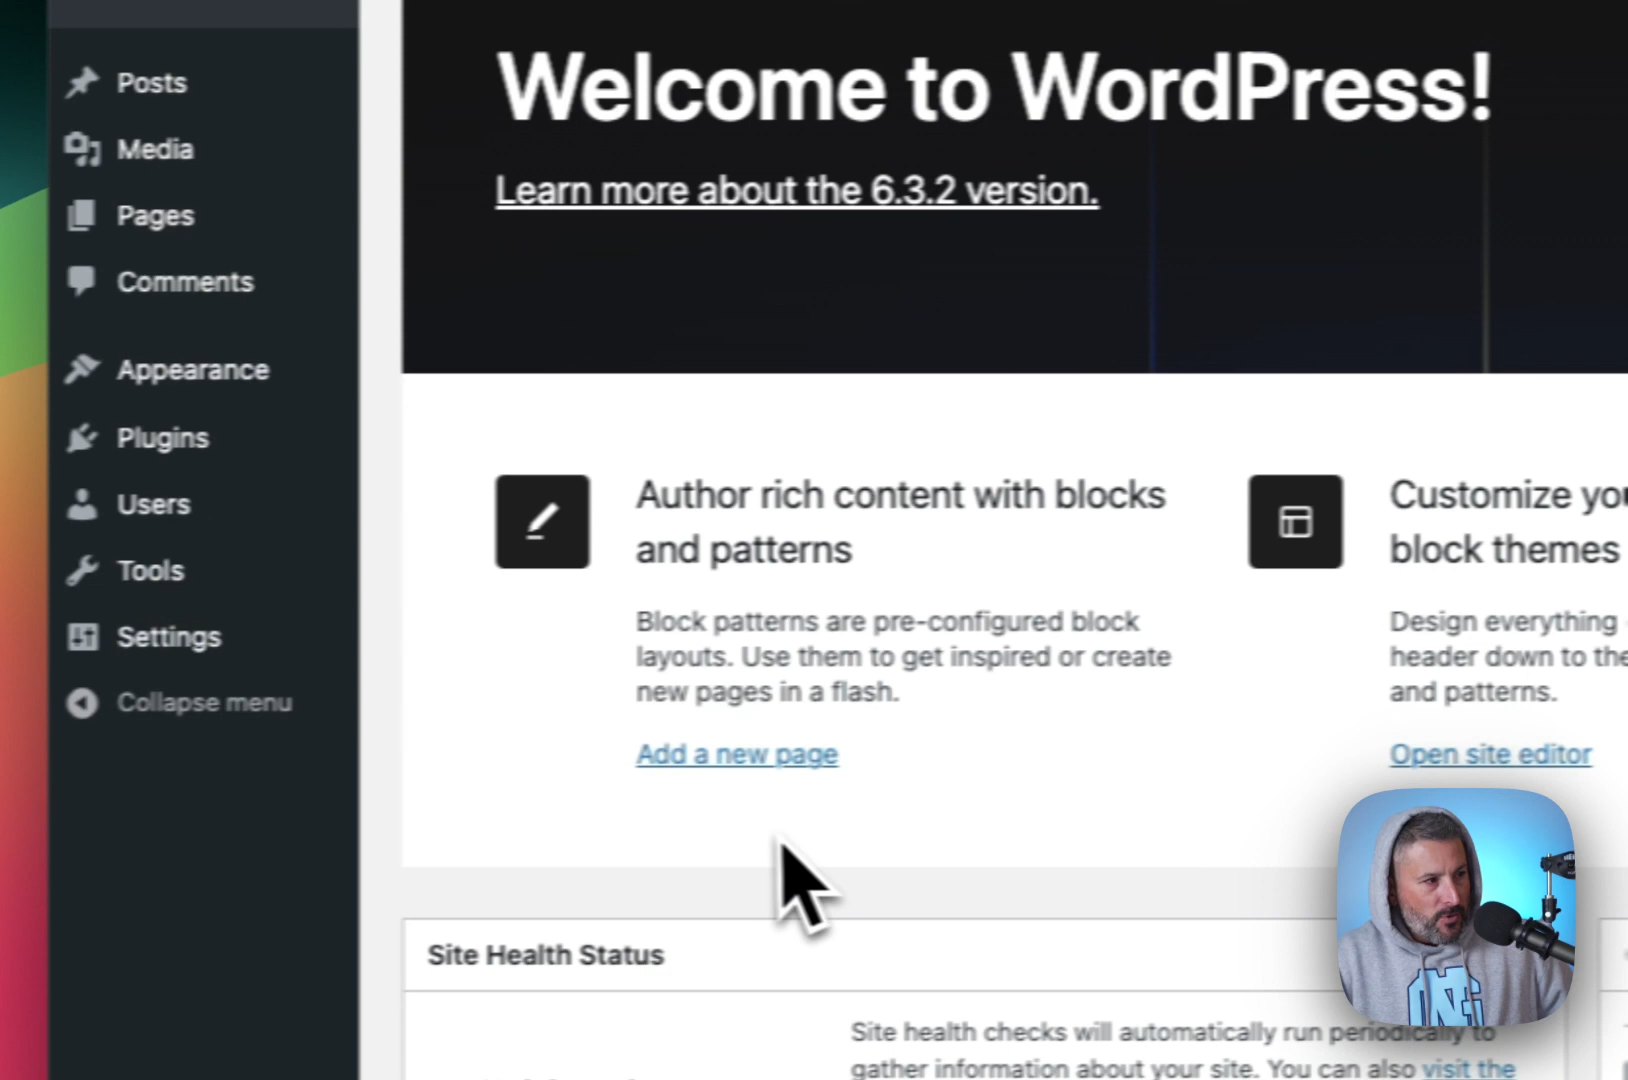 Posts
Media
Pages
Comments
Appearance
Plugins
Users
Tools
Settings
Collapse menu
Welcome to WordPress!
Learn more about the 6.3.2 version.
Author rich content with blocks
and patterns
Block patterns are pre-configured block
layouts. Use them to get inspired or create
new pages in a flash.
Add a new page
Customize
block themes
Design everything
header down to
and patterns.
Open site editor
Site Health Status
Site health checks will automatically run periodically to
gather information about your site. You can also visit the